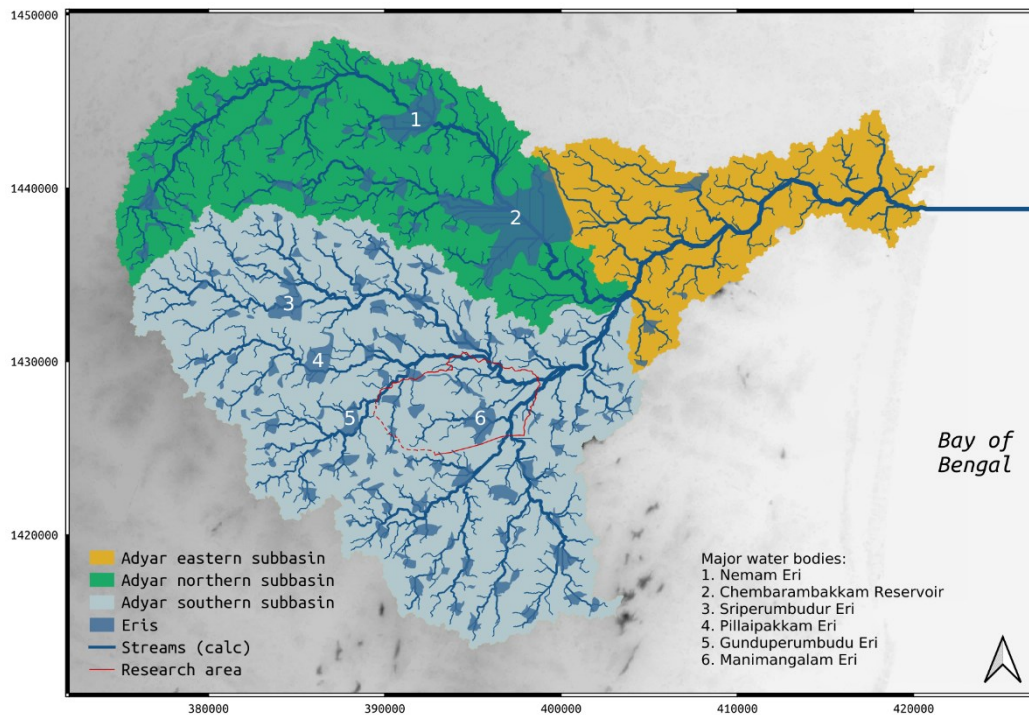 1450000
1440000
1430000
1420000
1
2
3
4
5
6
Bay of
Bengal
Adyar eastern subbasin
Adyar northern subbasin
Adyar southern subbasin
Eris
Streams (calc)
Research area
Major water bodies:
1. Nemam Eri
2. Chembarambakkam Reservoir
3. Sriperumbudur Eri
4. Pillaipakkam Eri
5. Gunduperumbudu Eri
6. Manimangalam Eri
380000
390000
400000
410000
420000